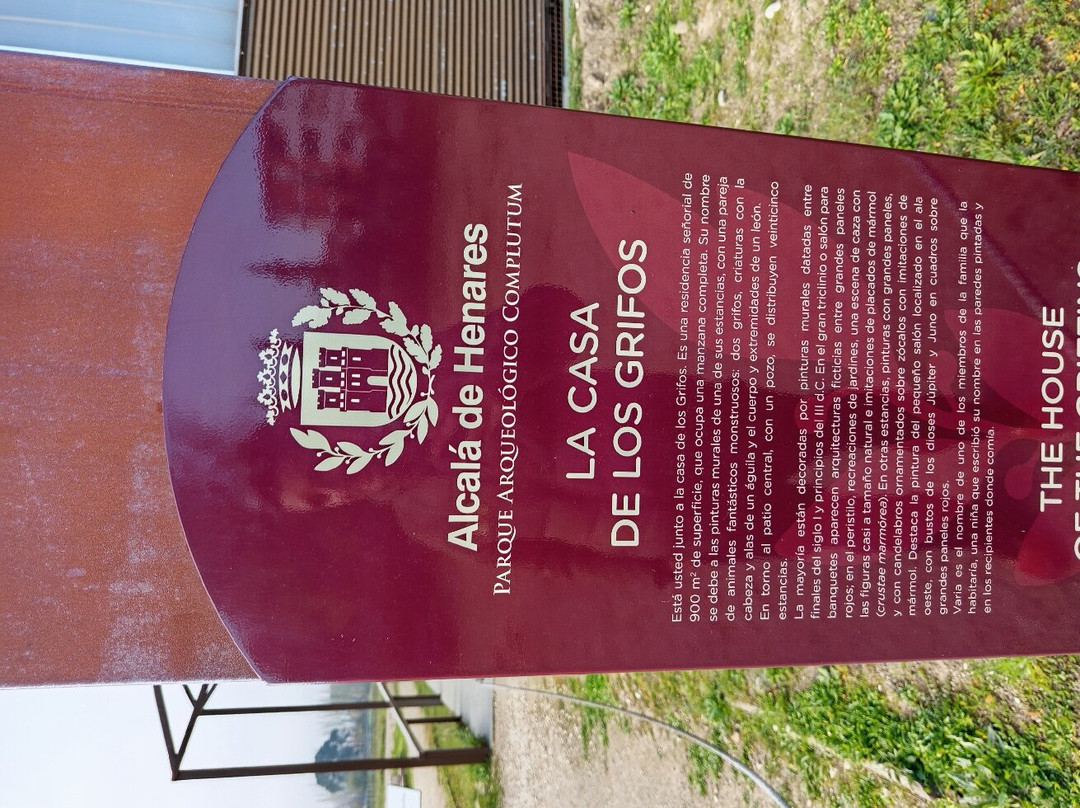 Alcalá de Henares
PARQUE ARQUEOLÓGICO COMPLUTUM
LA CASA
DE LOS GRIFOS
Está usted junto a la casa de los Grifos. Es una residencia señorial de
900 m² de superficie, que ocupa una manzana completa. Su nombre
se debe a las pinturas murales de una de sus estancias, con una pareja
de animales fantásticos monstruosos: dos grifos, criaturas con la
cabeza y alas de un águila y el cuerpo y extremidades de un león.
En torno al patio central, con un pozo, se distribuyen veinticinco
estancias.
La mayoría están decoradas por pinturas murales datadas entre
finales del siglo I y principios del III d.C. En el gran triclinio o salón para
banquetes aparecen arquitecturas ficticias entre grandes paneles
rojos; en el peristilo, recreaciones de jardines, una escena de caza con
las figuras casi a tamaño natural e imitaciones de placados de mármol
(crustae marmórea). En otras estancias, pinturas con grandes paneles,
y con candelabros ornamentados sobre zócalos con imitaciones de
mármol. Destaca la pintura del pequeño salón localizado en el ala
oeste, con bustos de los dioses Júpiter y Juno en cuadros sobre
grandes paneles rojos.
Varia es el nombre de uno de los miembros de la familia que la
habitaría, una niña que escribió su nombre en las paredes pintadas y
en los recipientes donde comía.
THE HOUSE
OF THE GRIFFINS